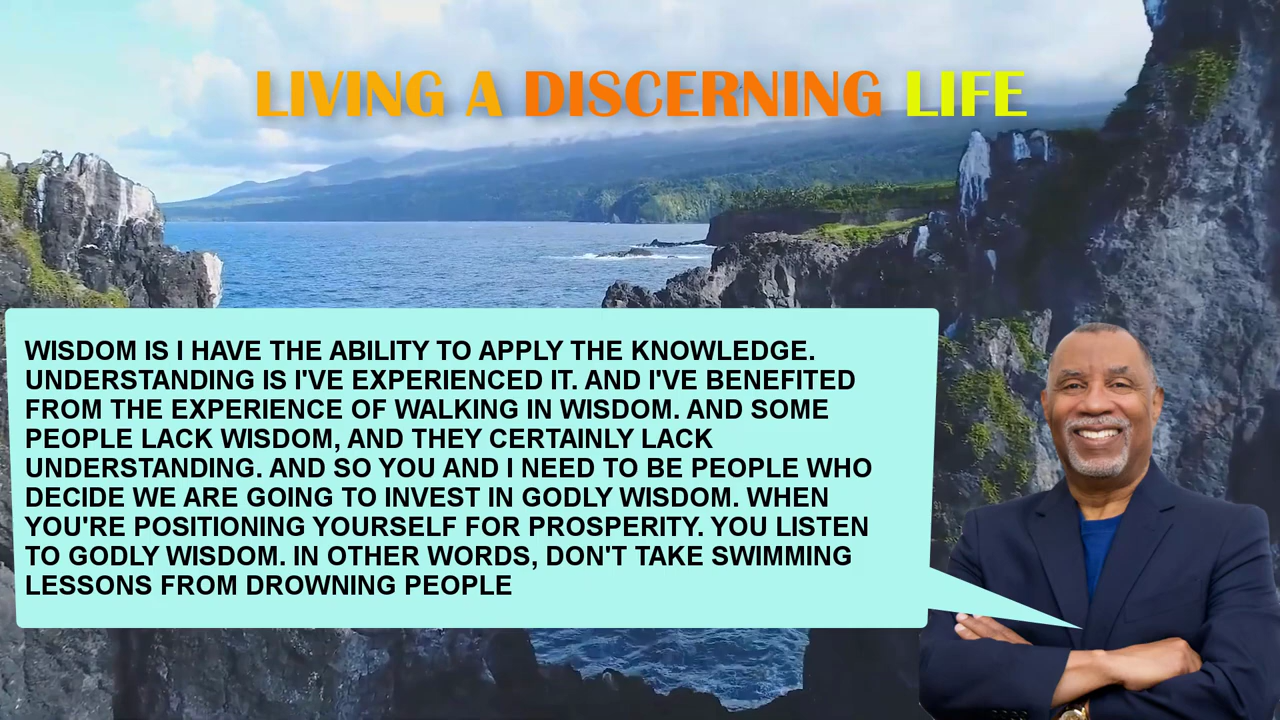 LIVING A DISCERNING LIFE
WISDOM IS I HAVE THE ABILITY TO APPLY THE KNOWLEDGE.
UNDERSTANDING IS I'VE EXPERIENCED IT. AND I'VE BENEFITED
FROM THE EXPERIENCE OF WALKING IN WISDOM. AND SOME
PEOPLE LACK WISDOM, AND THEY CERTAINLY LACK
UNDERSTANDING. AND SO YOU AND I NEED TO BE PEOPLE WHO
DECIDE WE ARE GOING TO INVEST IN GODLY WISDOM. WHEN
YOU'RE POSITIONING YOURSELF FOR PROSPERITY. YOU LISTEN
TO GODLY WISDOM. IN OTHER WORDS, DON'T TAKE SWIMMING
LESSONS FROM DROWNING PEOPLE